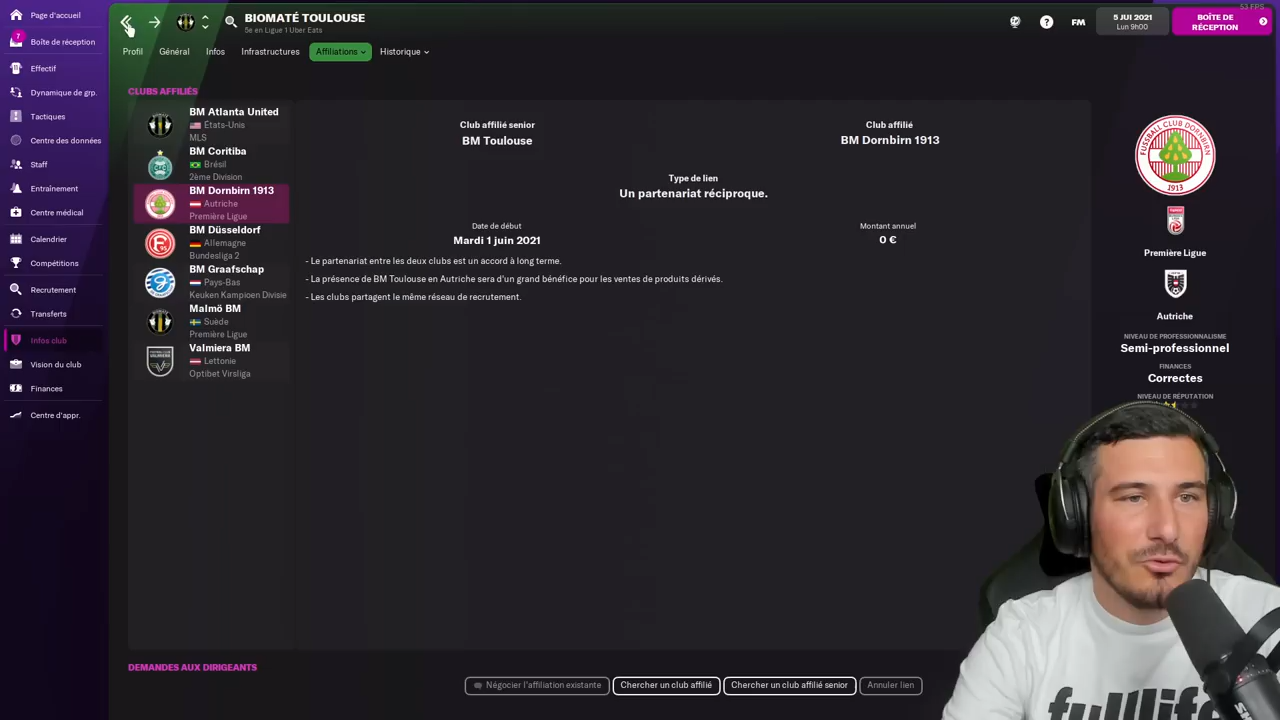 53 FPS
Page d'accueil
7
Boîte de réception
Effectif
Dynamique de grp.
Tactiques
Centre des données
Staff
Entraînement
Centre médical
Calendrier
Compétitions
Recrutement
Transferts
Infos club
Vision du club
Finances
Centre d'appr.
BIOMATÉ TOULOUSE
5e en Ligue 1 Uber Eats
?
FM
5 JUI 2021
Lun 9h00
BOÎTE DE
RÉCEPTION
Profil
Général
Infos
Infrastructures
Affiliations
Historique
CLUBS AFFILIÉS
BM Atlanta United
États-Unis
MLS
BM Coritiba
Brésil
2ème Division
BM Dornbirn 1913
Autriche
Première Ligue
BM Düsseldorf
Allemagne
Bundesliga 2
BM Graafschap
Pays-Bas
Keuken Kampioen Divisie
Malmö BM
Suède
Première Ligue
Valmiera BM
Lettonie
Optibet Virsliga
Club affilié senior
BM Toulouse
Club affilié
BM Dornbirn 1913
Type de lien
Un partenariat réciproque.
Date de début
Mardi 1 juin 2021
Montant annuel
0 €
- Le partenariat entre les deux clubs est un accord à long terme.
- La présence de BM Toulouse en Autriche sera d'un grand bénéfice pour les ventes de produits dérivés.
- Les clubs partagent le même réseau de recrutement.
FUSSBALL CLUB DORNBIRN
1913
Première Ligue
Autriche
NIVEAU DE PROFESSIONNALISME
Semi-professionnel
FINANCES
Correctes
NIVEAU DE RÉPUTATION
DEMANDES AUX DIRIGEANTS
Négocier l'affiliation existante
Chercher un club affilié
Chercher un club affilié senior
Annuler lien
fulllife